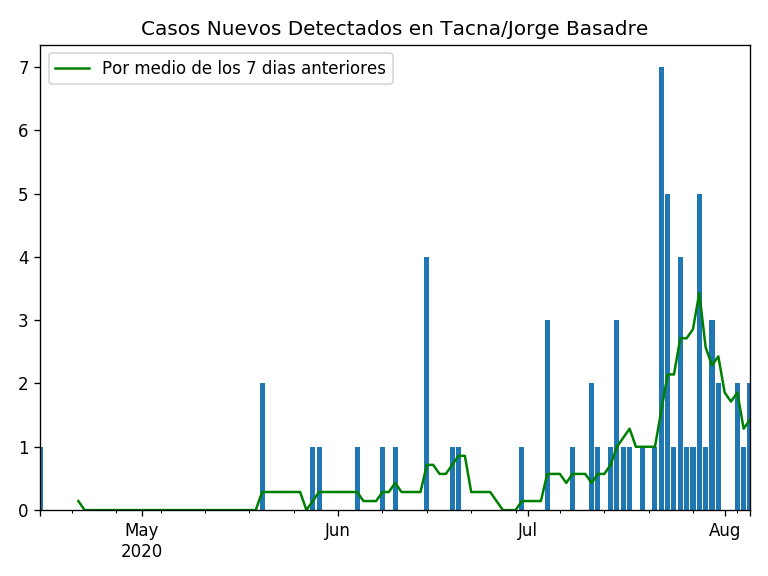 Casos Nuevos Detectados en Tacna/Jorge Basadre
Por medio de los 7 dias anteriores
7
6
5
4
3
2
1
0
May
2020
Jun
Jul
Aug